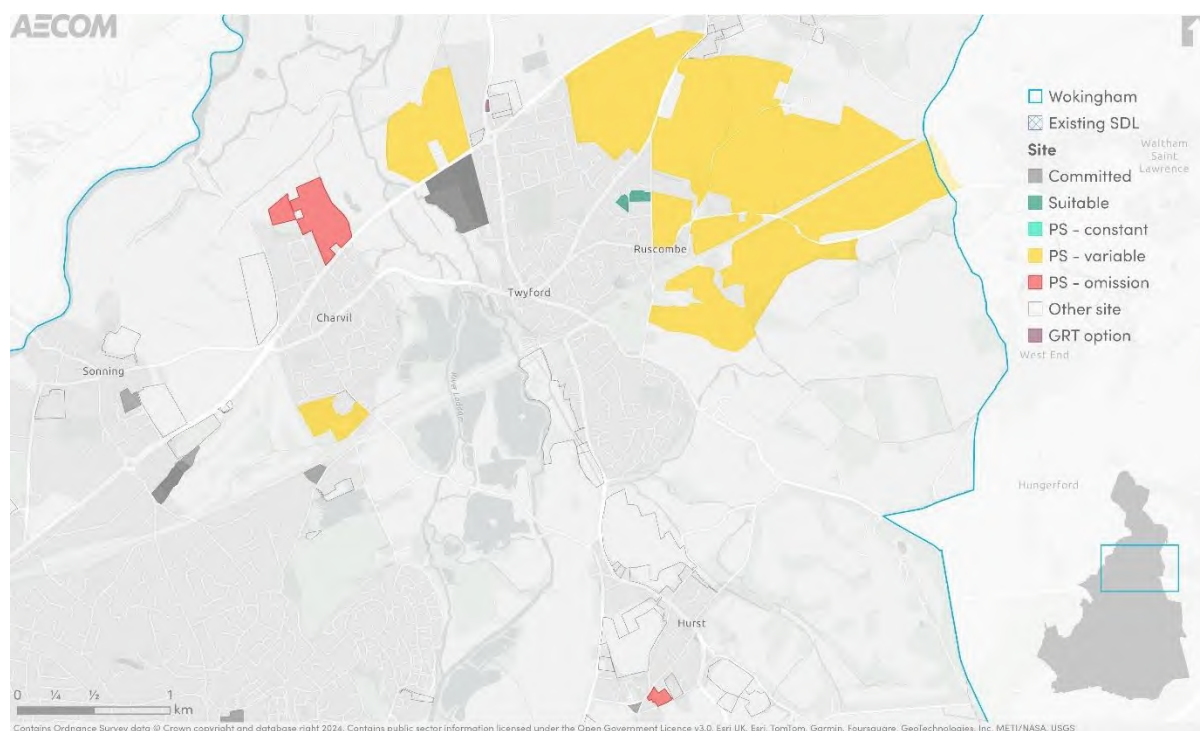 AECOM
Wokingham
Existing SDL
Site
Committed
Suitable
PS - constant
PS - variable
PS - omission
Other site
GRT option
Waltham
Saint
Lawrence
Ruscombe
Twyford
Charvil
Sonning
River Loddon
West End
Hungerford
Hurst
0 ¼ ½ 1
km
Contains Ordnance Survey data © Crown copyright and database right 2024. Contains public sector information licensed under the Open Government Licence v3.0. Esri UK, Esri, TomTom, Garmin, Foursquare, GeoTechnologies, Inc, METI/NASA, USGS